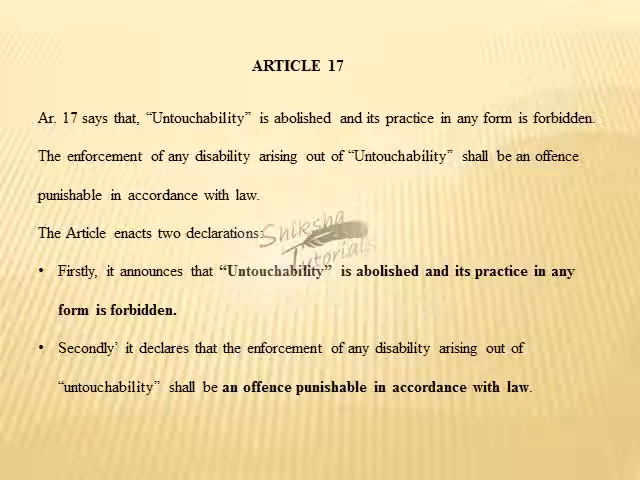 ARTICLE 17
Ar. 17 says that, “Untouchability” is abolished and its practice in any form is forbidden.
The enforcement of any disability arising out of “Untouchability” shall be an offence
punishable in accordance with law.
The Article enacts two declarations:
Shiksha
Tutorials
• Firstly, it announces that “Untouchability” is abolished and its practice in any
form is forbidden.
• Secondly’ it declares that the enforcement of any disability arising out of
“untouchability” shall be an offence punishable in accordance with law.